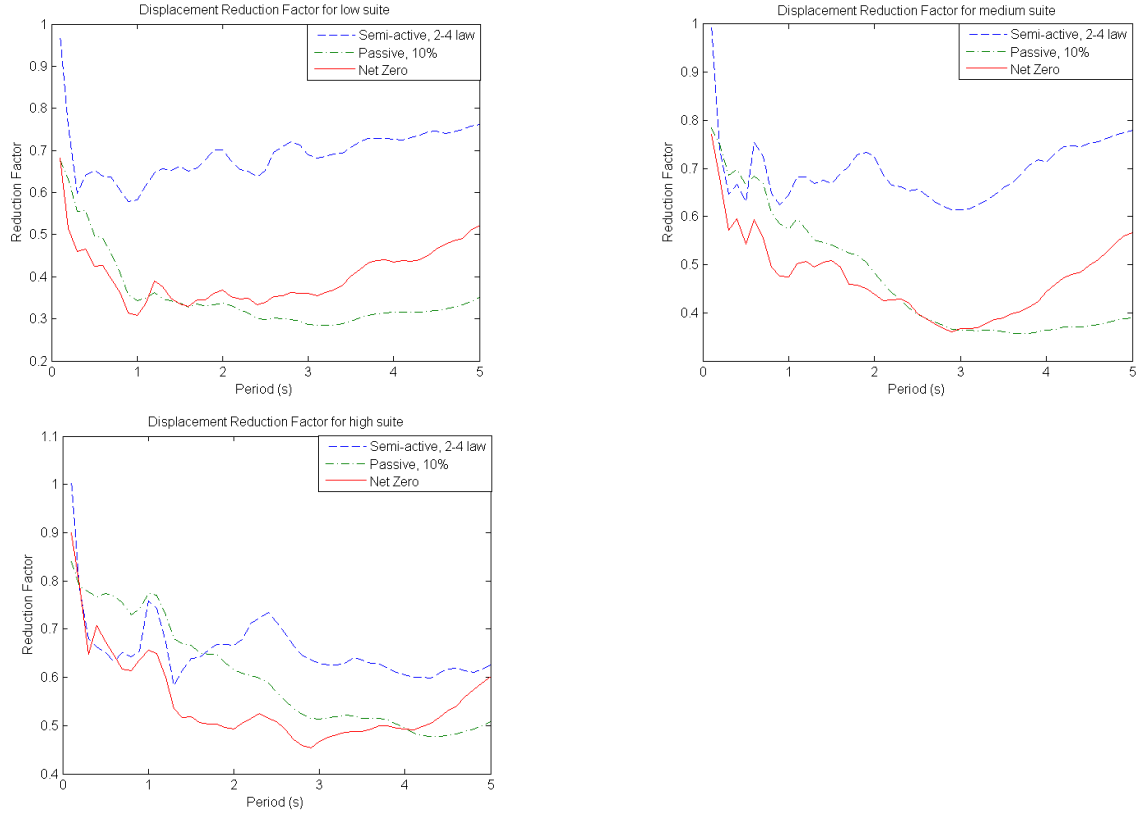 Displacement Reduction Factor for low suite
1
0.9
0.8
0.7
0.6
0.5
0.4
0.3
0.2
Reduction Factor
Semi-active, 2-4 law
Passive, 10%
Net Zero
0
1
2
3
4
5
Period (s)
Displacement Reduction Factor for medium suite
1
0.9
0.8
0.7
0.6
0.5
0.4
Reduction Factor
Semi-active, 2-4 law
Passive, 10%
Net Zero
0
1
2
3
4
5
Period (s)
Displacement Reduction Factor for high suite
1.1
1
0.9
0.8
0.7
0.6
0.5
0.4
Reduction Factor
Semi-active, 2-4 law
Passive, 10%
Net Zero
0
1
2
3
4
5
Period (s)